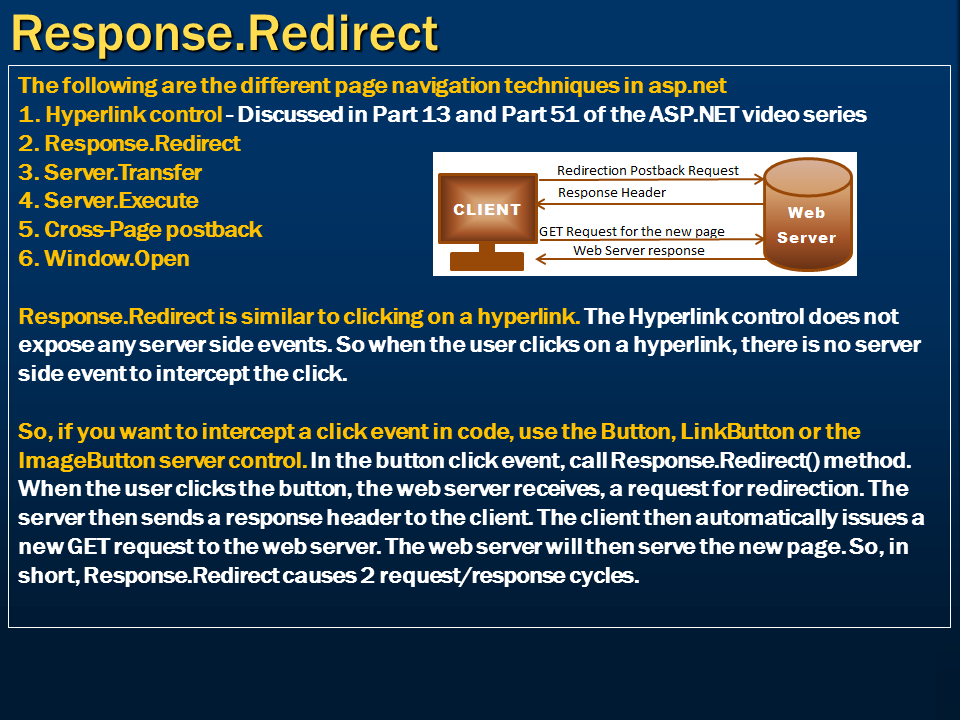 Response.Redirect
The following are the different page navigation techniques in asp.net
1. Hyperlink control - Discussed in Part 13 and Part 51 of the ASP.NET video series
2. Response.Redirect
3. Server.Transfer
4. Server.Execute
5. Cross-Page postback
6. Window.Open
CLIENT
Redirection Postback Request
Response Header
GET Request for the new page
Web Server response
Web
Server
Response.Redirect is similar to clicking on a hyperlink. The Hyperlink control does not
expose any server side events. So when the user clicks on a hyperlink, there is no server
side event to intercept the click.
So, if you want to intercept a click event in code, use the Button, LinkButton or the
ImageButton server control. In the button click event, call Response.Redirect() method.
When the user clicks the button, the web server receives, a request for redirection. The
server then sends a response header to the client. The client then automatically issues a
new GET request to the web server. The web server will then serve the new page. So, in
short, Response.Redirect causes 2 request/response cycles.